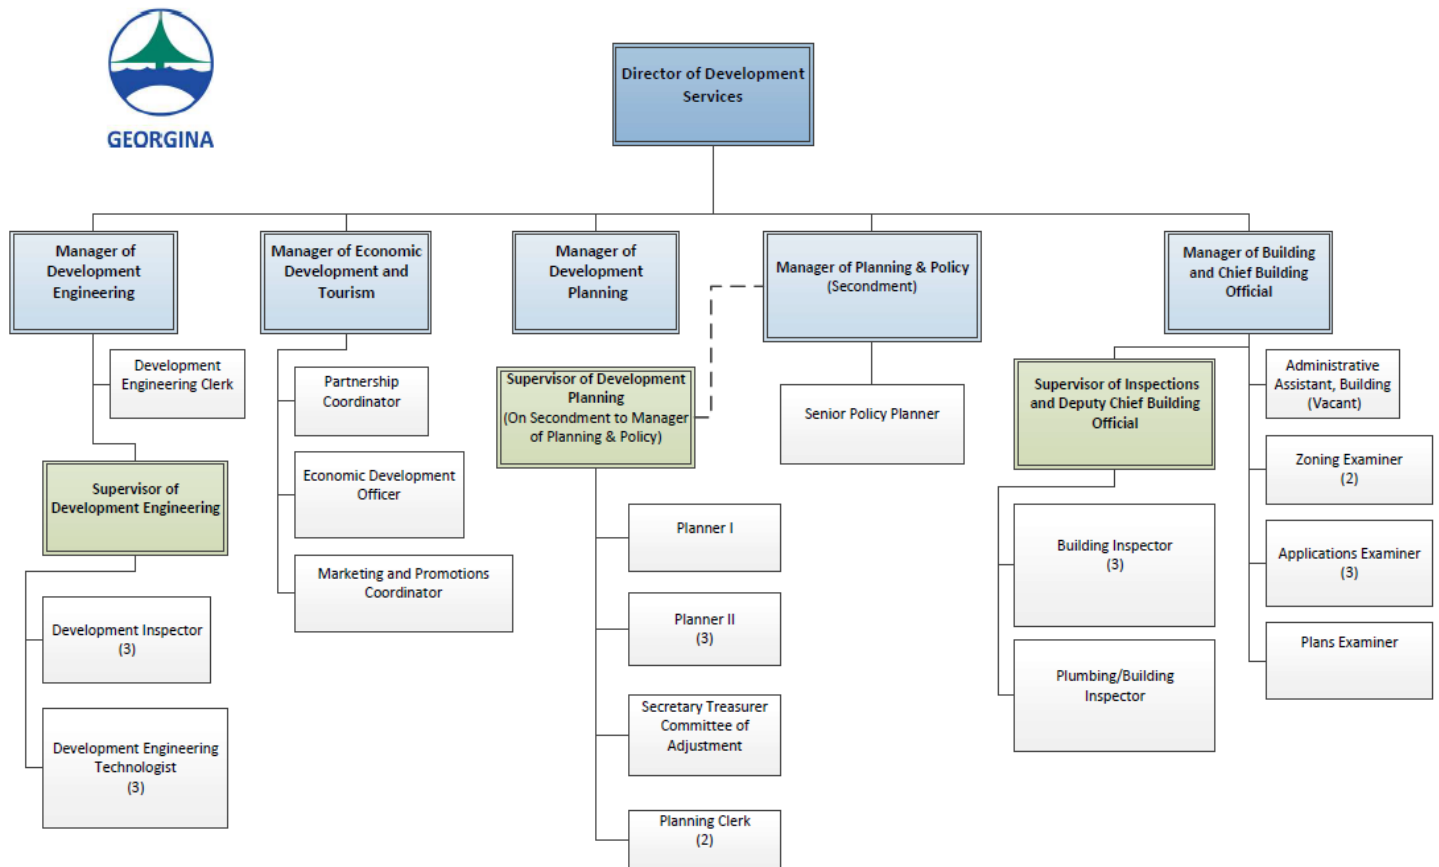 GEORGINA
Director of Development
Services
Manager of
Development
Engineering
Manager of Economic
Development and
Tourism
Manager of
Development
Planning
Manager of Planning & Policy
(Secondment)
Manager of Building
and Chief Building
Official
Development
Engineering Clerk
Supervisor of
Development Engineering
Development Inspector
(3)
Development Engineering
Technologist
(3)
Partnership
Coordinator
Economic Development
Officer
Marketing and Promotions
Coordinator
Supervisor of Development
Planning
(On Secondment to Manager
of Planning & Policy)
Planner I
Planner II
(3)
Secretary Treasurer
Committee of
Adjustment
Planning Clerk
(2)
Senior Policy Planner
Supervisor of Inspections
and Deputy Chief Building
Official
Building Inspector
(3)
Plumbing/Building
Inspector
Administrative
Assistant, Building
(Vacant)
Zoning Examiner
(2)
Applications Examiner
(3)
Plans Examiner